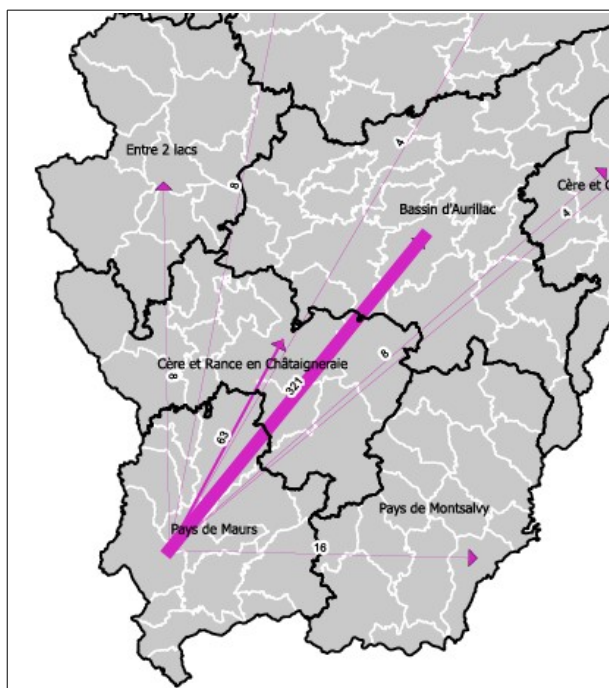 Entre 2 lacs
4
8
Cère et C
Bassin d'Aurillac
4
Cère et Rance en Châtaigneraie
8
8
321
63
Pays de Maurs
Pays de Montsalvy
16